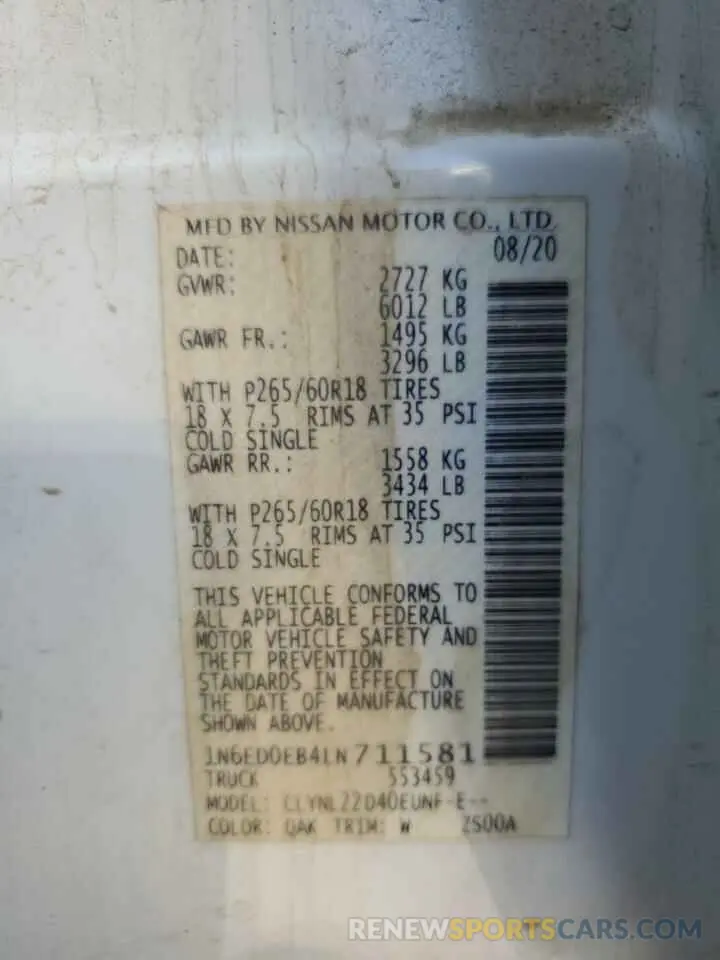 MFD BY NISSAN MOTOR CO., LTD.
DATE: 08/20
GVWR: 2727 KG
6012 LB
GAWR FR.: 1495 KG
3296 LB
WITH P265/60R18 TIRES
18 X 7.5 RIMS AT 35 PSI
COLD SINGLE
GAWR RR.: 1558 KG
3434 LB
WITH P265/60R18 TIRES
18 X 7.5 RIMS AT 35 PSI
COLD SINGLE
THIS VEHICLE CONFORMS TO
ALL APPLICABLE FEDERAL
MOTOR VEHICLE SAFETY AND
THEFT PREVENTION
STANDARDS IN EFFECT ON
THE DATE OF MANUFACTURE
SHOWN ABOVE.
1N6ED0EB4LN711581
TRUCK 553459
MODEL:
COLOR: QAK TRIM: W 2S00A
RENEWSPORTSCARS.COM